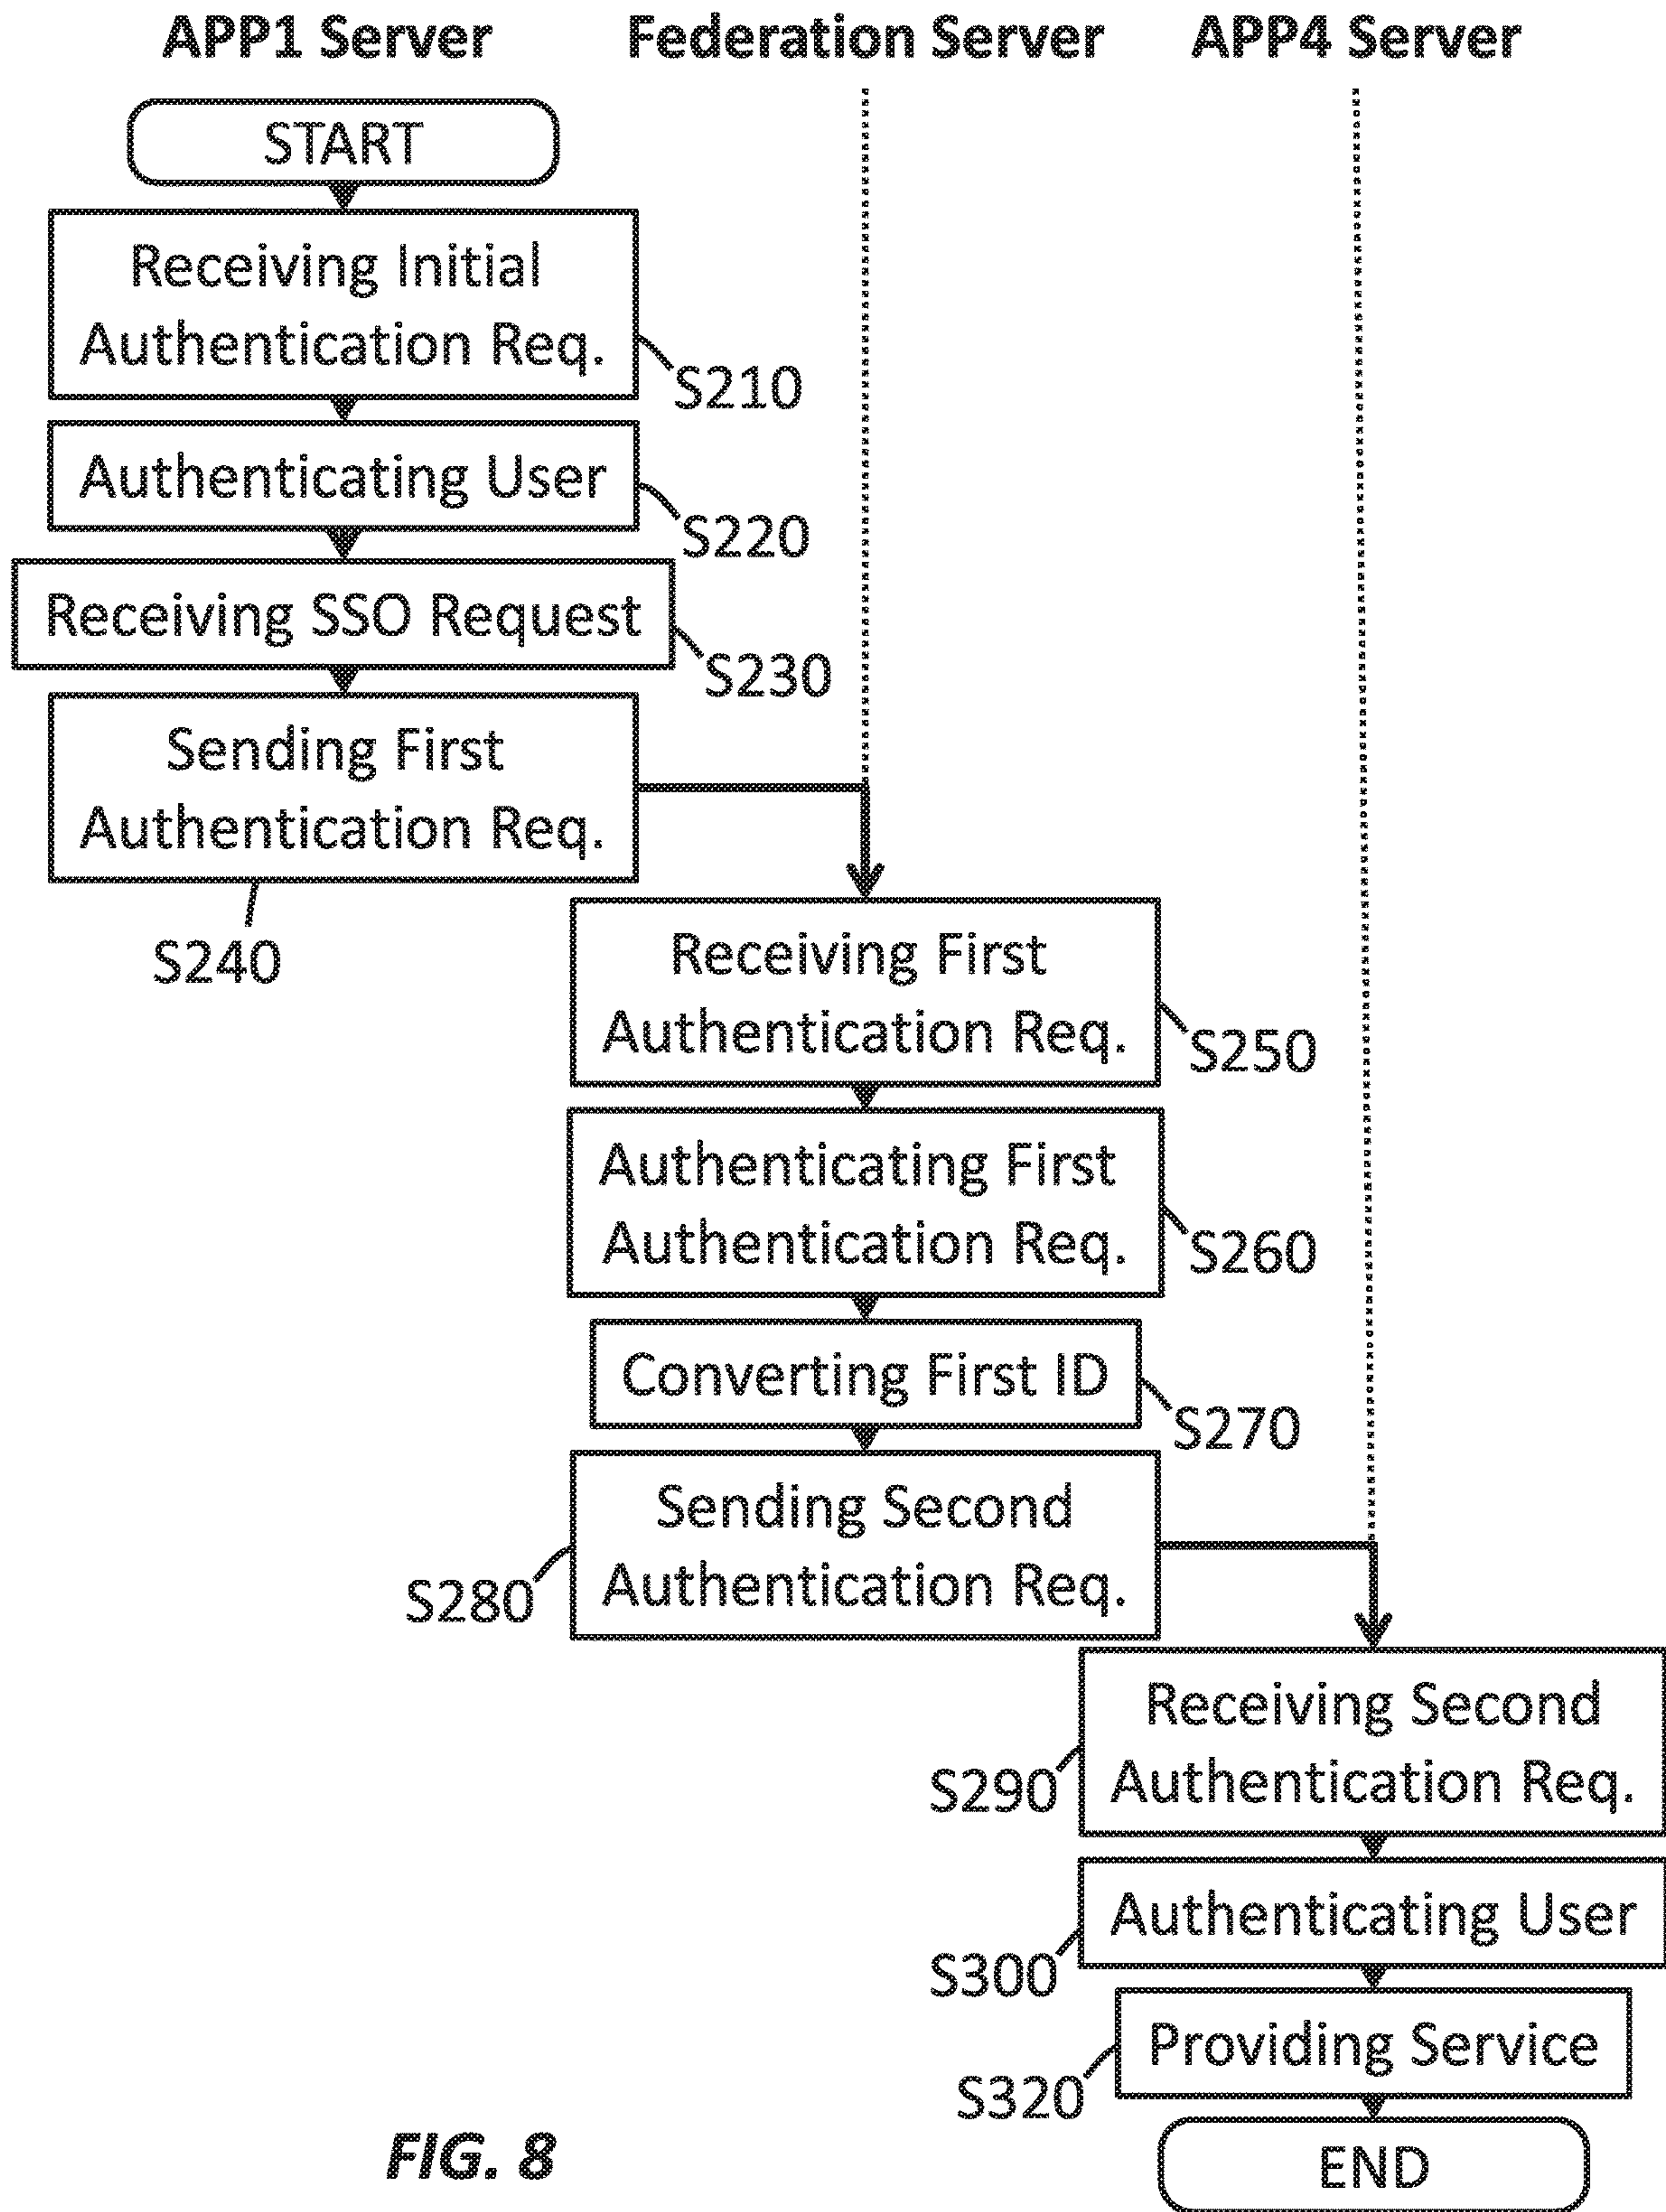 APP1 Server
Federation Server
APP4 Server
START
Receiving Initial
Authentication Req.
S210
Authenticating User
S220
Receiving SSO Request
S230
Sending First
Authentication Req.
S240
Receiving First
Authentication Req.
S250
Authenticating First
Authentication Req.
S260
Converting First ID
S270
Sending Second
Authentication Req.
S280
Receiving Second
Authentication Req.
S290
Authenticating User
S300
Providing Service
S320
END
FIG. 8